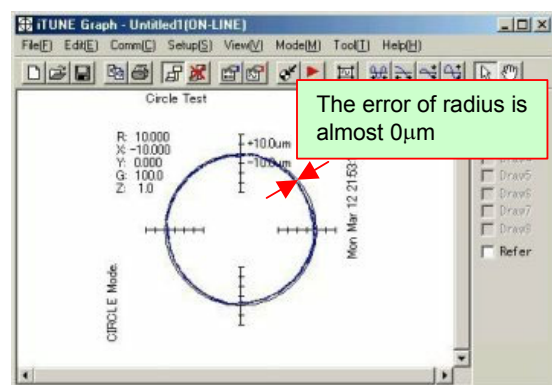 iTUNE Graph - Untitled1(ON-LINE)
File(F) Edit(E) Comm(C) Setup(S) View(V) Mode(M) Tool(T) Help(H)
Circle Test
The error of radius is
almost 0μm
R: 10.000
X: -10.000
Y: 0.000
G: 100.0
Z: 1.0
+10.0um
-10.0um
Mon Mar 12 21:53:
CIRCLE Mode.
Draw5
Draw6
Draw7
Draw8
Refer